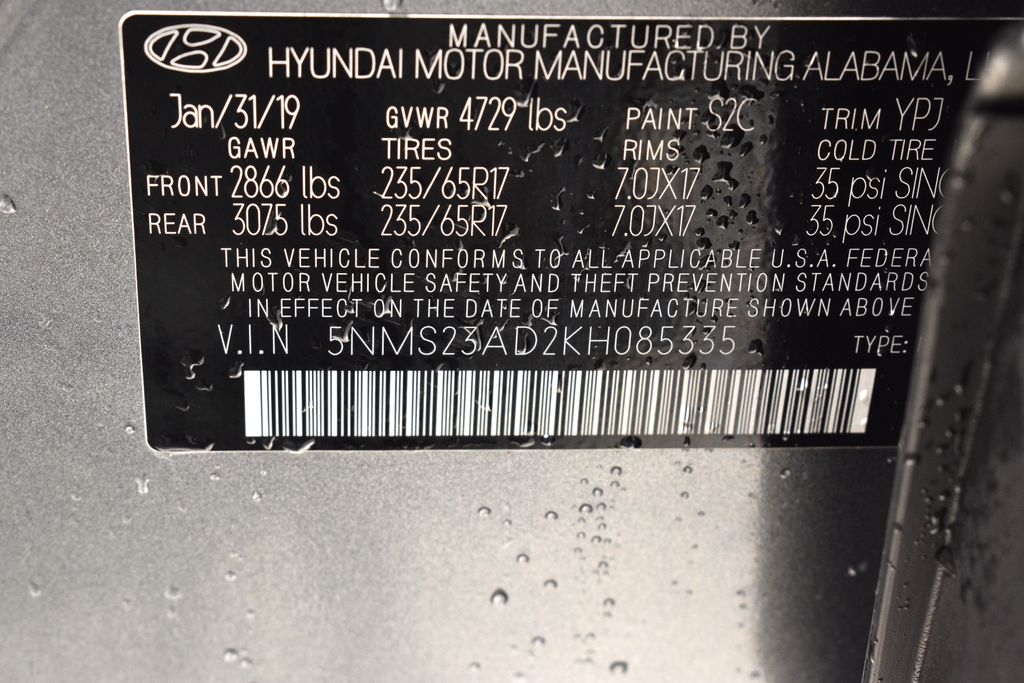 MANUFACTURED BY
HYUNDAI MOTOR MANUFACTURING ALABAMA,
Jan/31/19 GVWR 4729 lbs PAINT S2C TRIM YPJ
GAWR TIRES RIMS COLD TIRE
FRONT 2866 lbs 235/65R17 7.0JX17 35 psi
REAR 3075 lbs 235/65R17 7.0JX17 35 psi
THIS VEHICLE CONFORMS TO ALL APPLICABLE U.S.A.
MOTOR VEHICLE SAFETY AND THEFT PREVENTION STANDARDS
IN EFFECT ON THE DATE OF MANUFACTURE SHOWN ABOVE
V.I.N 5NMS23AD2KH085335 TYPE: